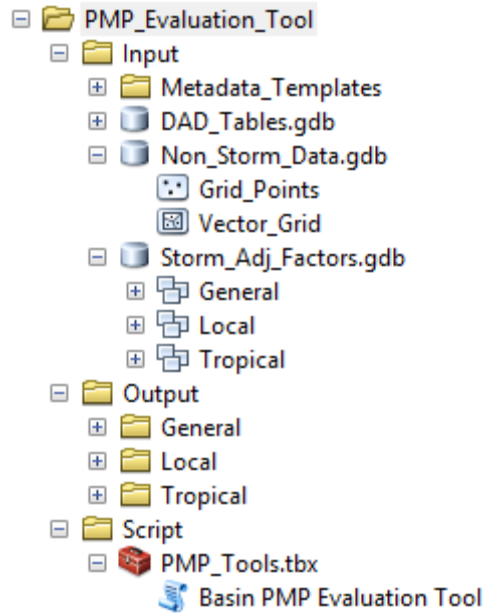 PMP_Evaluation_Tool
Input
Metadata_Templates
DAD_Tables.gdb
Non_Storm_Data.gdb
Grid_Points
Vector_Grid
Storm_Adj_Factors.gdb
General
Local
Tropical
Output
General
Local
Tropical
Script
PMP_Tools.tbx
Basin PMP Evaluation Tool